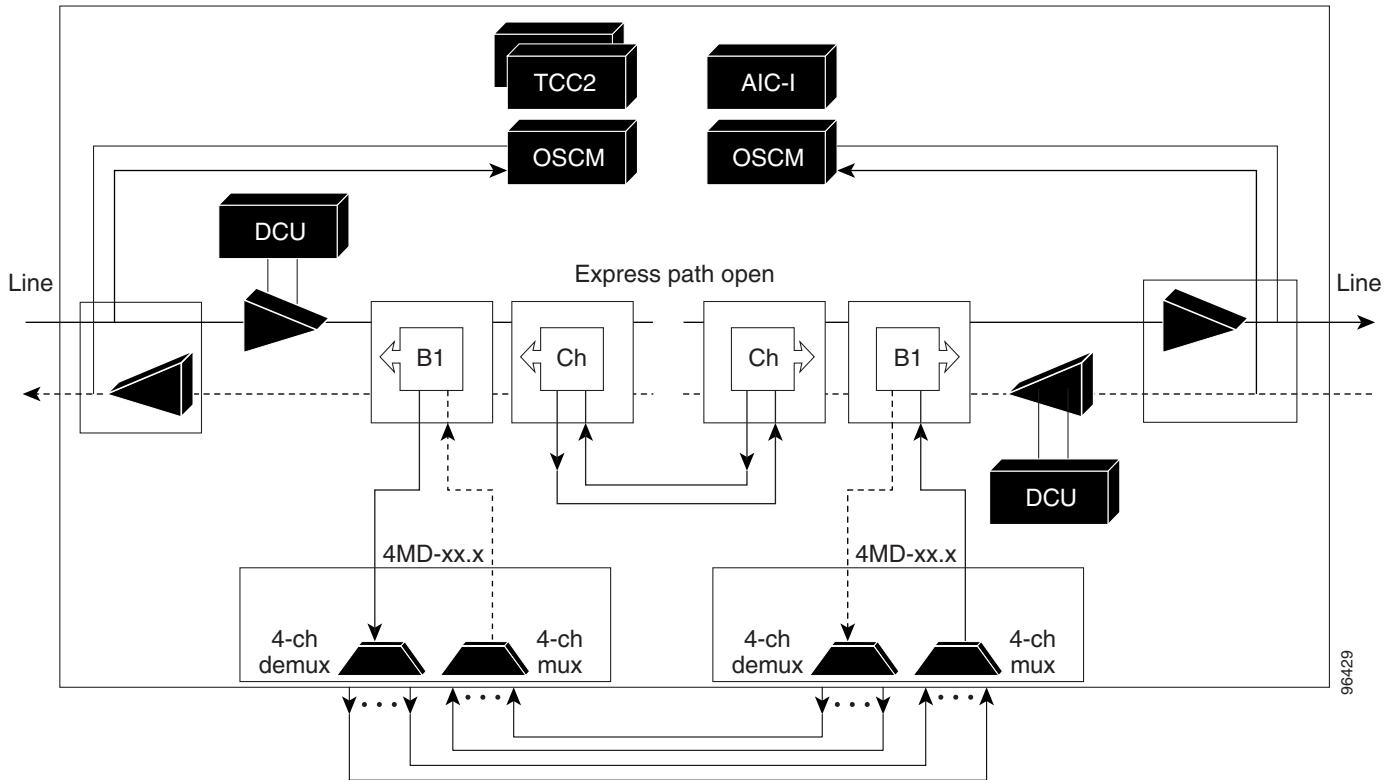 TCC2
AIC-I
OSCM
OSCM
DCU
Express path open
Line
Line
B1
Ch
Ch
B1
DCU
4MD-xx.x
4MD-xx.x
4-ch
demux
4-ch
mux
4-ch
demux
4-ch
mux
96429